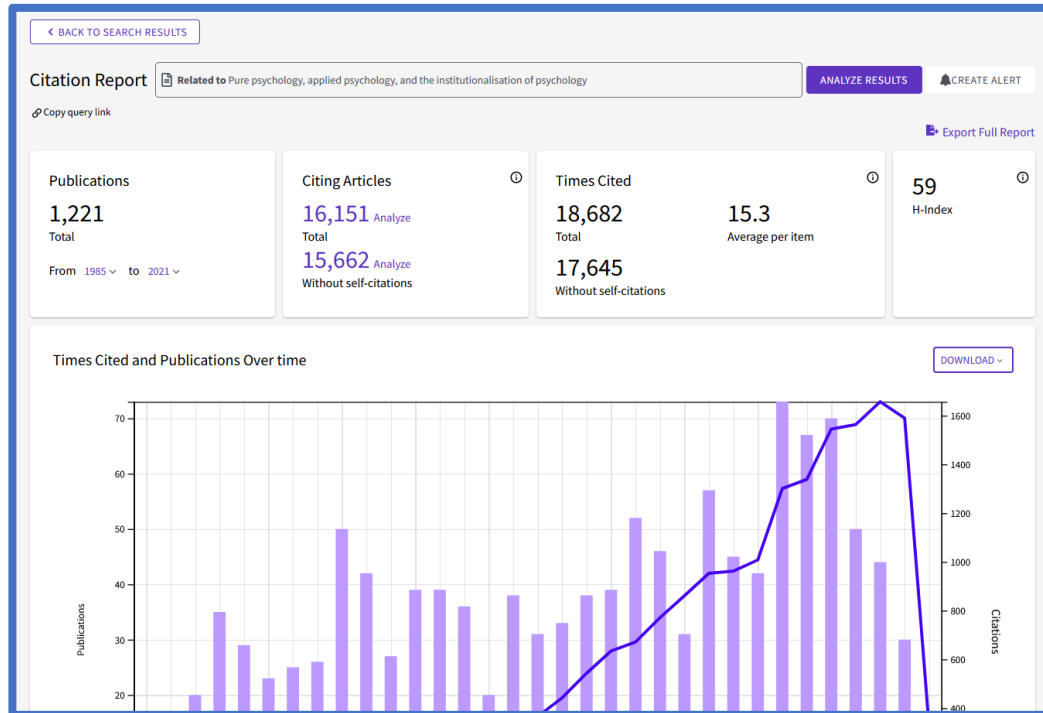 BACK TO SEARCH RESULTS
Citation Report
Related to Pure psychology, applied psychology, and the institutionalisation of psychology
ANALYZE RESULTS
CREATE ALERT
Copy query link
Export Full Report
Publications
1,221
Total
From 1985 to 2021
Citing Articles
16,151 Analyze
Total
15,662 Analyze
Without self-citations
Times Cited
18,682
Total
15.3
Average per item
17,645
Without self-citations
59
H-Index
Times Cited and Publications Over time
DOWNLOAD
70
60
50
40
30
20
Publications
1600
1400
1200
1000
800
600
400
Citations